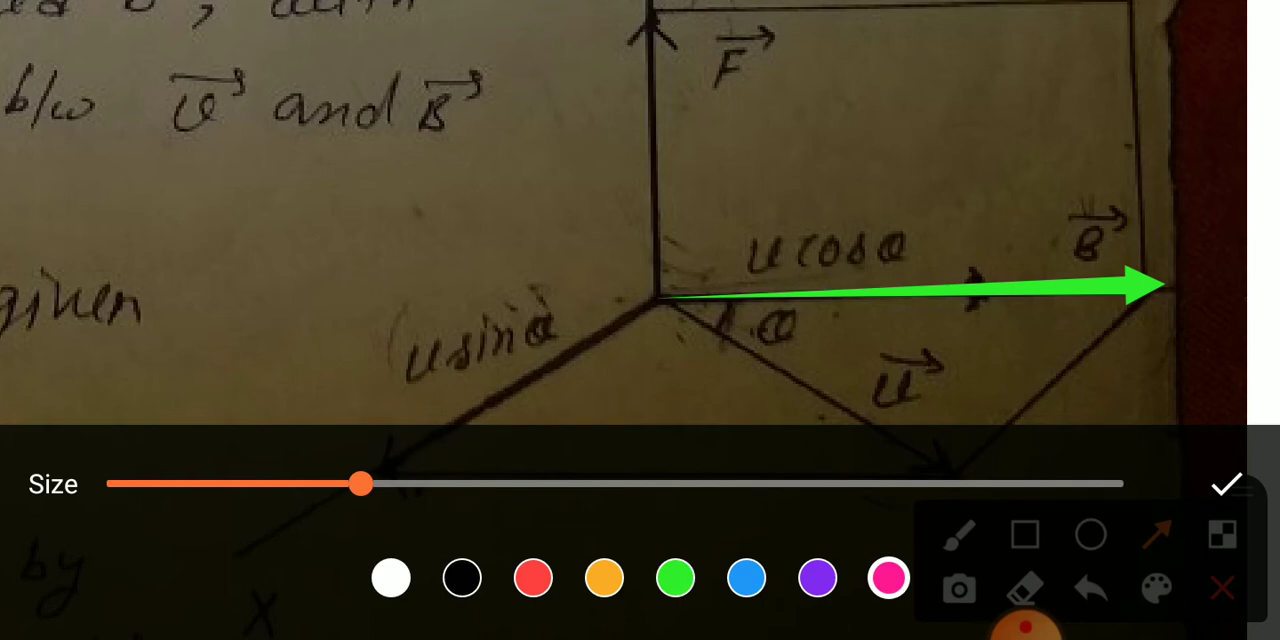 F
b/w v and B
B
u cosθ
given
u sinθ
θ
u
Size
by
X